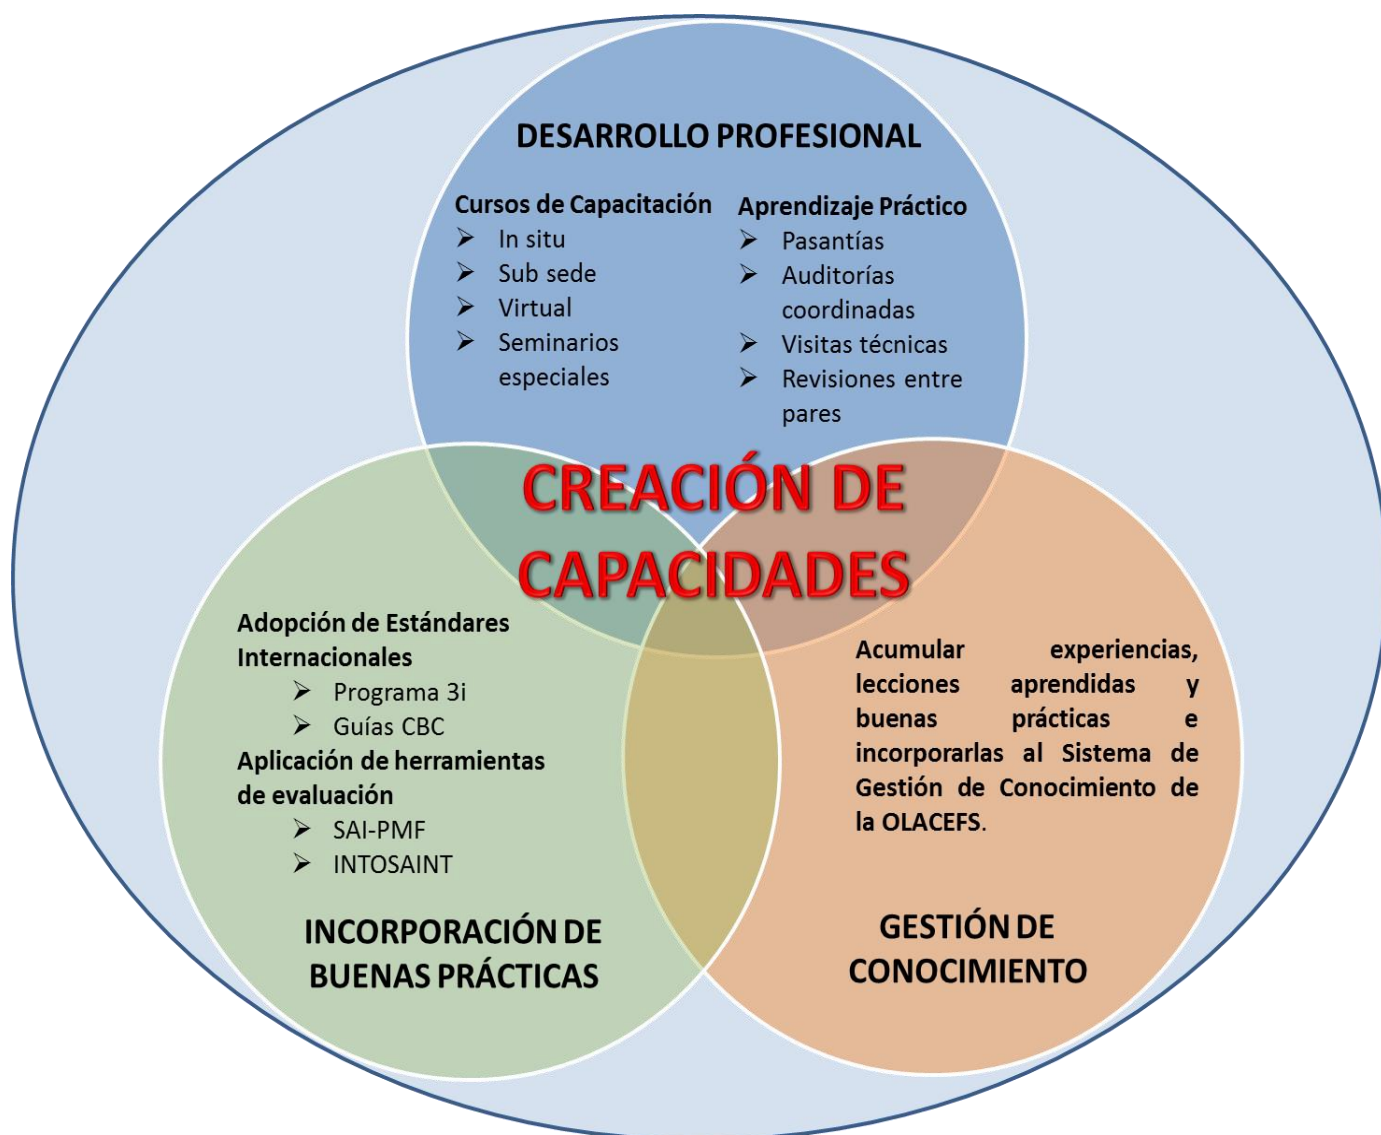 DESARROLLO PROFESIONAL
Cursos de Capacitación
In situ
Sub sede
Virtual
Seminarios
especiales
Aprendizaje Práctico
Pasantías
Auditorías
coordinadas
Visitas técnicas
Revisiones entre
pares
CREACIÓN DE
CAPACIDADES
Adopción de Estándares
Internacionales
Programa 3i
Guías CBC
Aplicación de herramientas
de evaluación
SAI-PMF
INTOSAINT
INCORPORACIÓN DE
BUENAS PRÁCTICAS
Acumular experiencias,
lecciones aprendidas y
buenas prácticas e
incorporarlas al Sistema de
Gestión de Conocimiento de
la OLACEFS.
GESTIÓN DE
CONOCIMIENTO